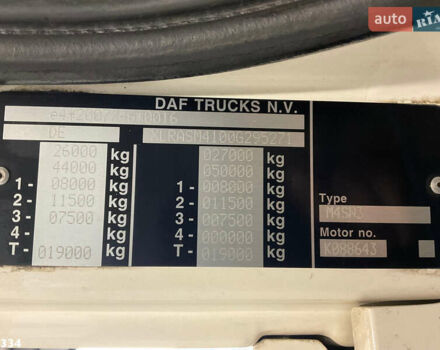 auto RIA
DAF TRUCKS N.V.
e4*2007/46*0016
DE XLRASM4100G295271
26000 kg 027000 kg
44000 kg 050000 kg
1- 08000 kg 1- 008000 kg
2- 11500 kg 2- 011500 kg
3- 07500 kg 3- 007500 kg
4- kg 4- 000000 kg
T- 019000 kg T- 019000 kg
Type
M4SN3
Motor no.
K088643
334